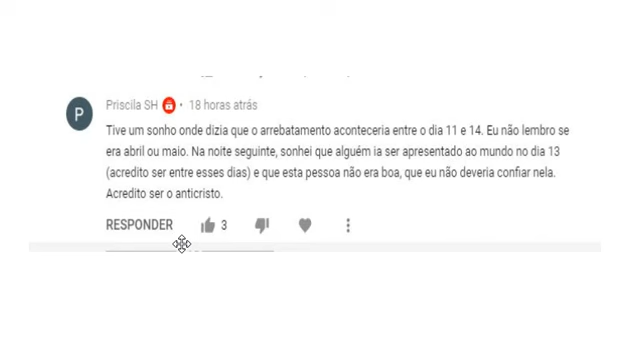 P
Priscila SH • 18 horas atrás
Tive um sonho onde dizia que o arrebatamento aconteceria entre o dia 11 e 14. Eu não lembro se
era abril ou maio. Na noite seguinte, sonhei que alguém ia ser apresentado ao mundo no dia 13
(acredito ser entre esses dias) e que esta pessoa não era boa, que eu não deveria confiar nela.
Acredito ser o anticristo.
RESPONDER 3